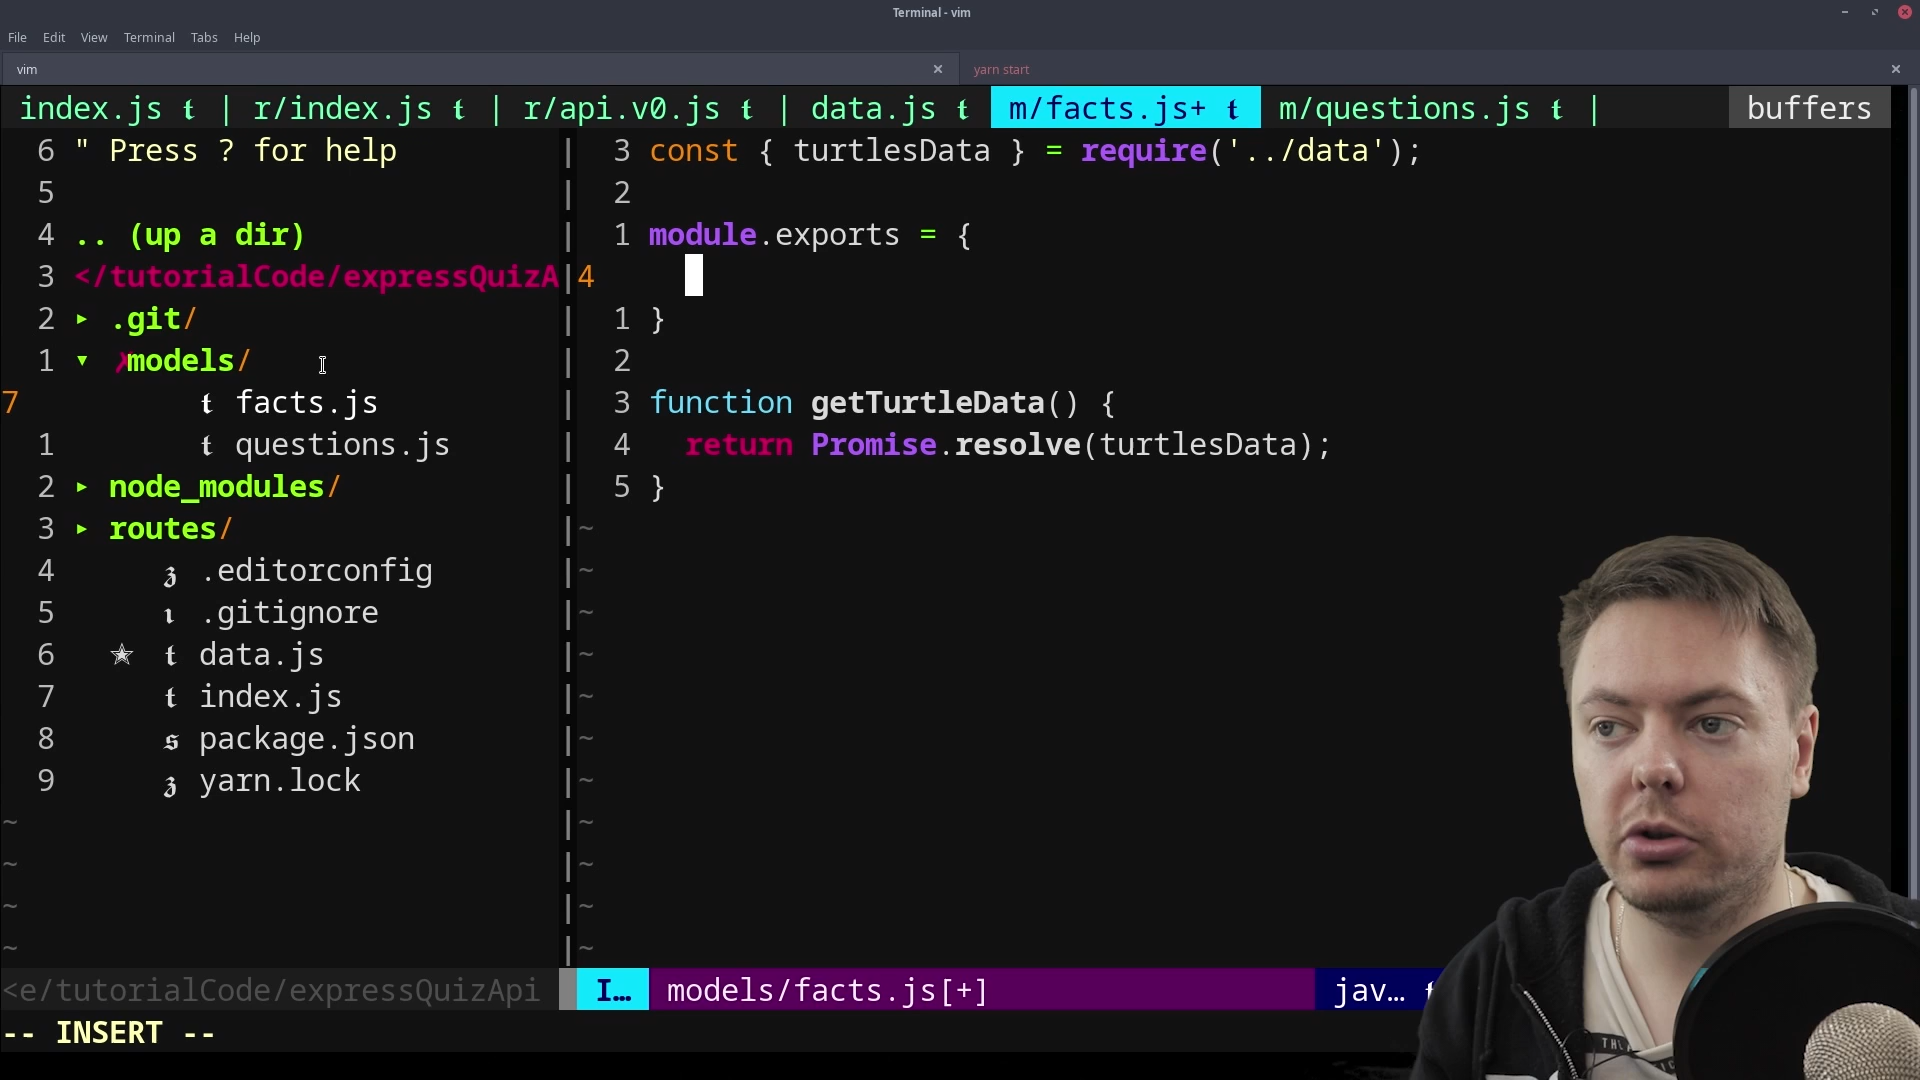 Terminal - vim
File Edit View Terminal Tabs Help
vim
yarn start
index.js t | r/index.js t | r/api.v0.js t | data.js t m/facts.js+ t m/questions.js t | buffers
6 " Press ? for help
5
4 .. (up a dir)
3 </tutorialCode/expressQuizA
2 ▸ .git/
1 ▾ ✗models/
7 t facts.js
1 t questions.js
2 ▸ node_modules/
3 ▸ routes/
4 .editorconfig
5 .gitignore
6 ☆ t data.js
7 t index.js
8 s package.json
9 yarn.lock
~
~
~
~
<e/tutorialCode/expressQuizApi
3 const { turtlesData } = require('../data');
2
1 module.exports = {
4
1 }
2
3 function getTurtleData() {
4 return Promise.resolve(turtlesData);
5 }
~
~
~
~
~
~
~
~
~
~
~
I… models/facts.js[+] jav…
-- INSERT --